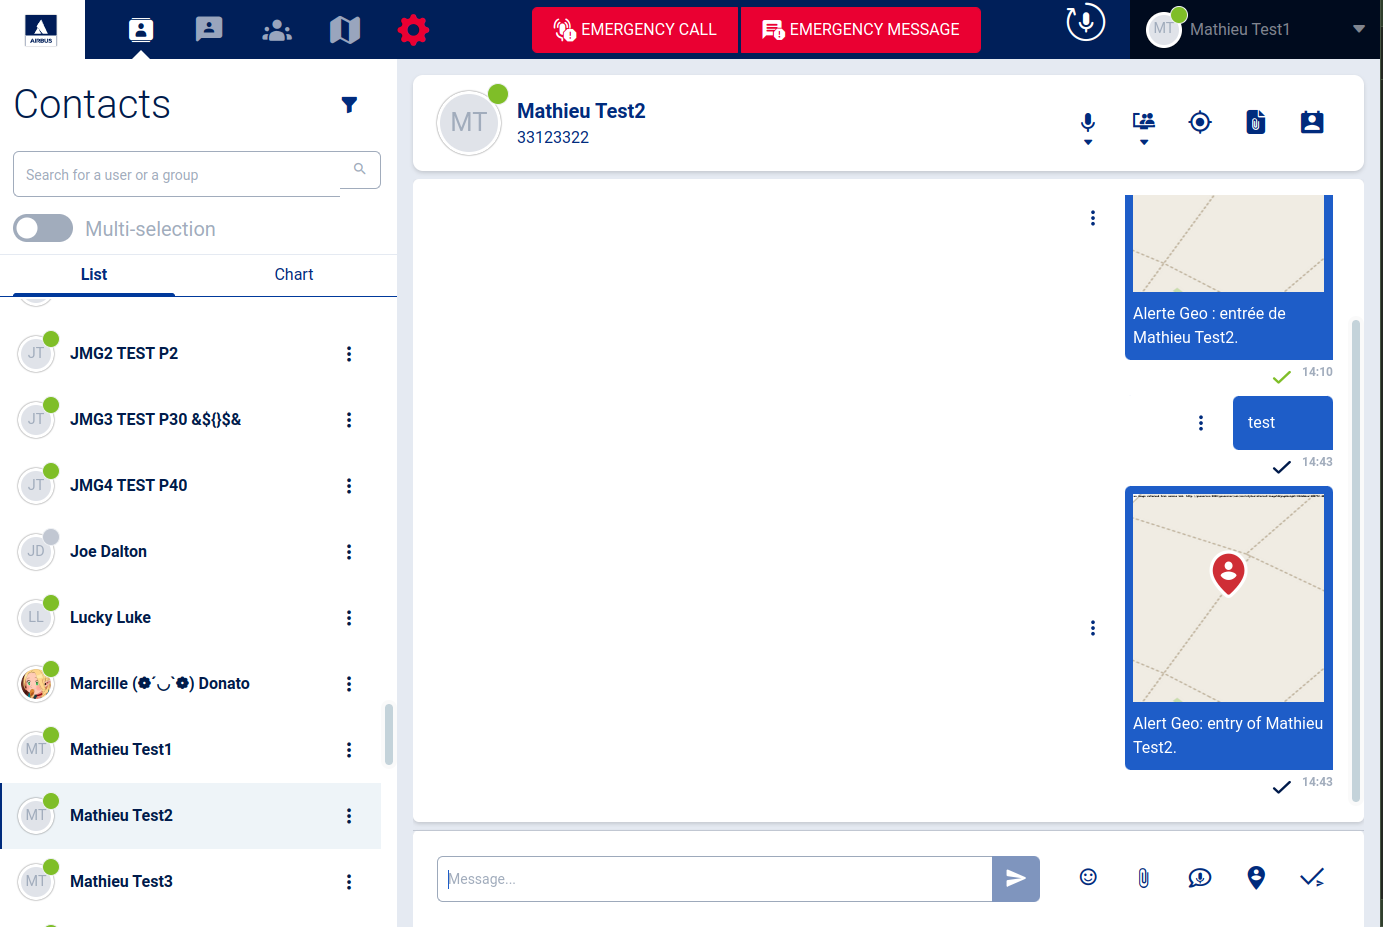 AIRBUS
EMERGENCY CALL
EMERGENCY MESSAGE
MT
Mathieu Test1
Contacts
Search for a user or a group
Multi-selection
List
Chart
JT
JMG2 TEST P2
JT
JMG3 TEST P30 &${}$&
JT
JMG4 TEST P40
JD
Joe Dalton
LL
Lucky Luke
Marcille (❁´◡`❁) Donato
MT
Mathieu Test1
MT
Mathieu Test2
MT
Mathieu Test3
MT
Mathieu Test2
33123322
Alerte Geo : entrée de
Mathieu Test2.
14:10
test
14:43
Alert Geo: entry of Mathieu
Test2.
14:43
Message...